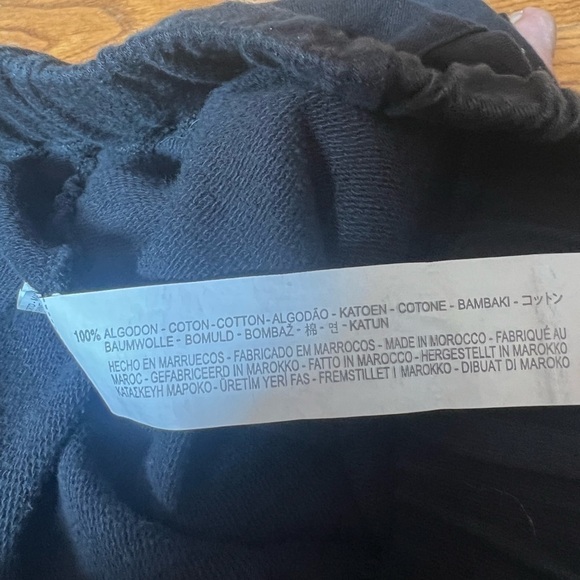 100% ALGODON - COTON - COTTON - ALGODÃO - KATOEN - COTONE - BAMBAKI - コットン
BAUMWOLLE - BOMULD - BOMBAŽ - 棉 - 면 - KATUN
HECHO EN MARRUECOS - FABRICADO EM MARROCOS - MADE IN MOROCCO - FABRIQUÉ AU
MAROC - GEFABRICEERD IN MAROKKO - FATTO IN MAROCCO - HERGESTELLT IN MAROKKO
ΚΑΤΑΣΚΕΥΗ ΜΑΡΟΚΟ - ÜRETİM YERİ FAS - FREMSTILLET I MAROKKO - DIBUAT DI MAROKO